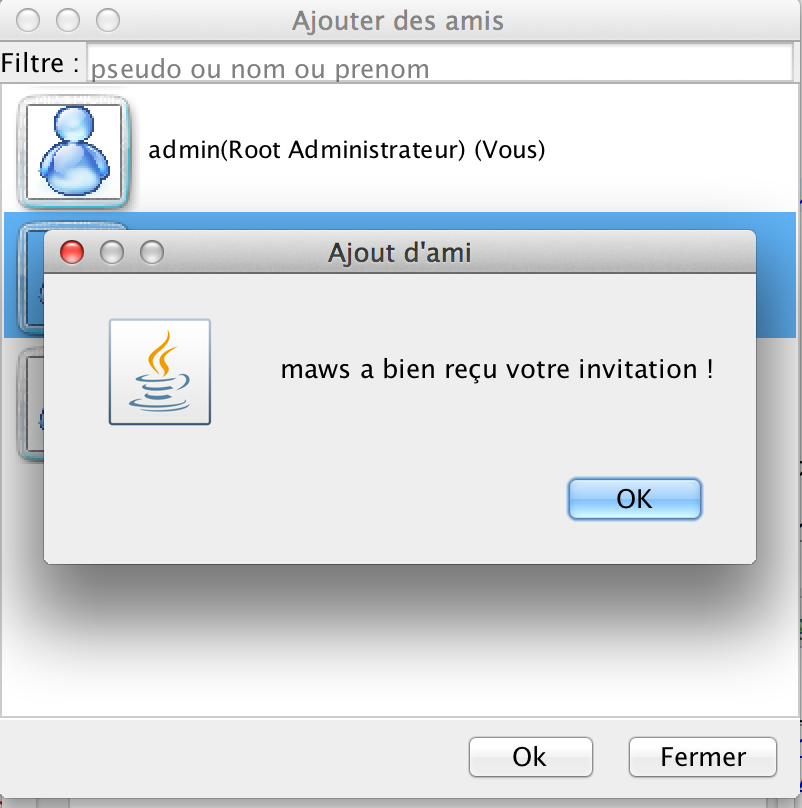 Ajouter des amis
Filtre : pseudo ou nom ou prenom
admin(Root Administrateur) (Vous)
Ajout d'ami
maws a bien reçu votre invitation !
OK
Ok Fermer